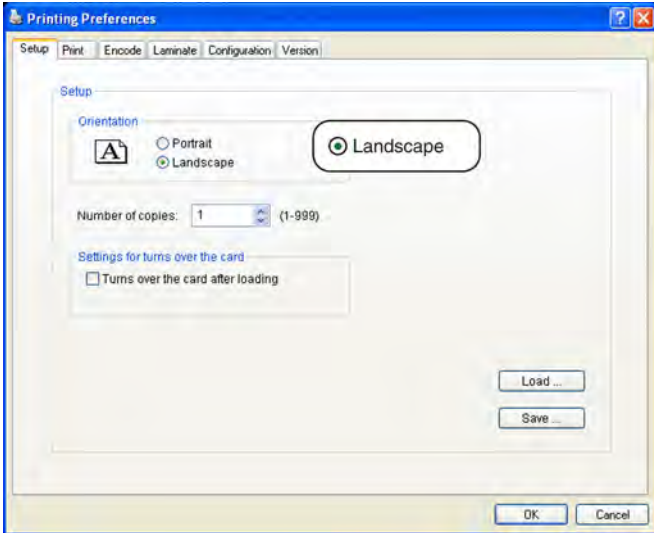 Printing Preferences
Setup Print Encode Laminate Configuration Version
Setup
Orientation
A
Portrait
Landscape
Landscape
Number of copies: 1 (1-999)
Settings for turns over the card
Turns over the card after loading
Load ...
Save ...
OK Cancel